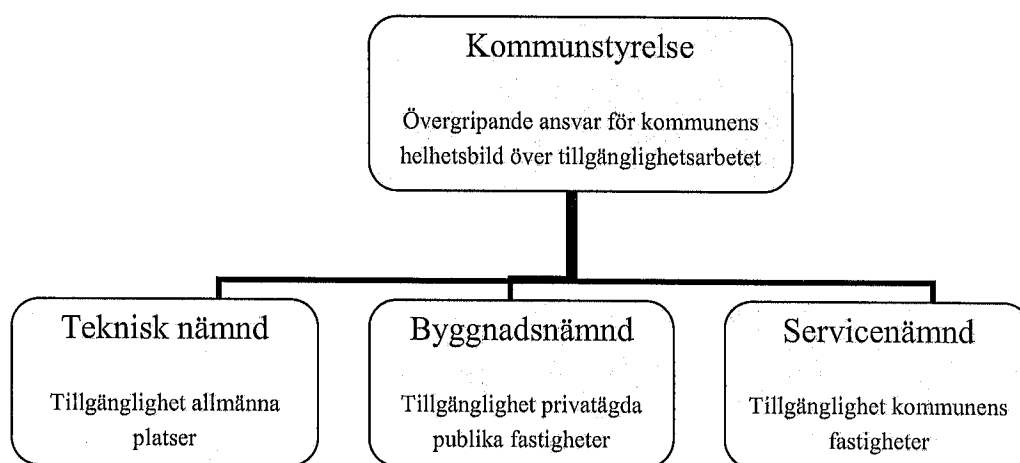 Kommunstyrelse
Övergripande ansvar för kommunens
helhetsbild över tillgänglighetsarbetet
Teknisk nämnd
Tillgänglighet allmänna
platser
Byggnadsnämnd
Tillgänglighet privatägda
publika fastigheter
Servicenämnd
Tillgänglighet kommunens
fastigheter